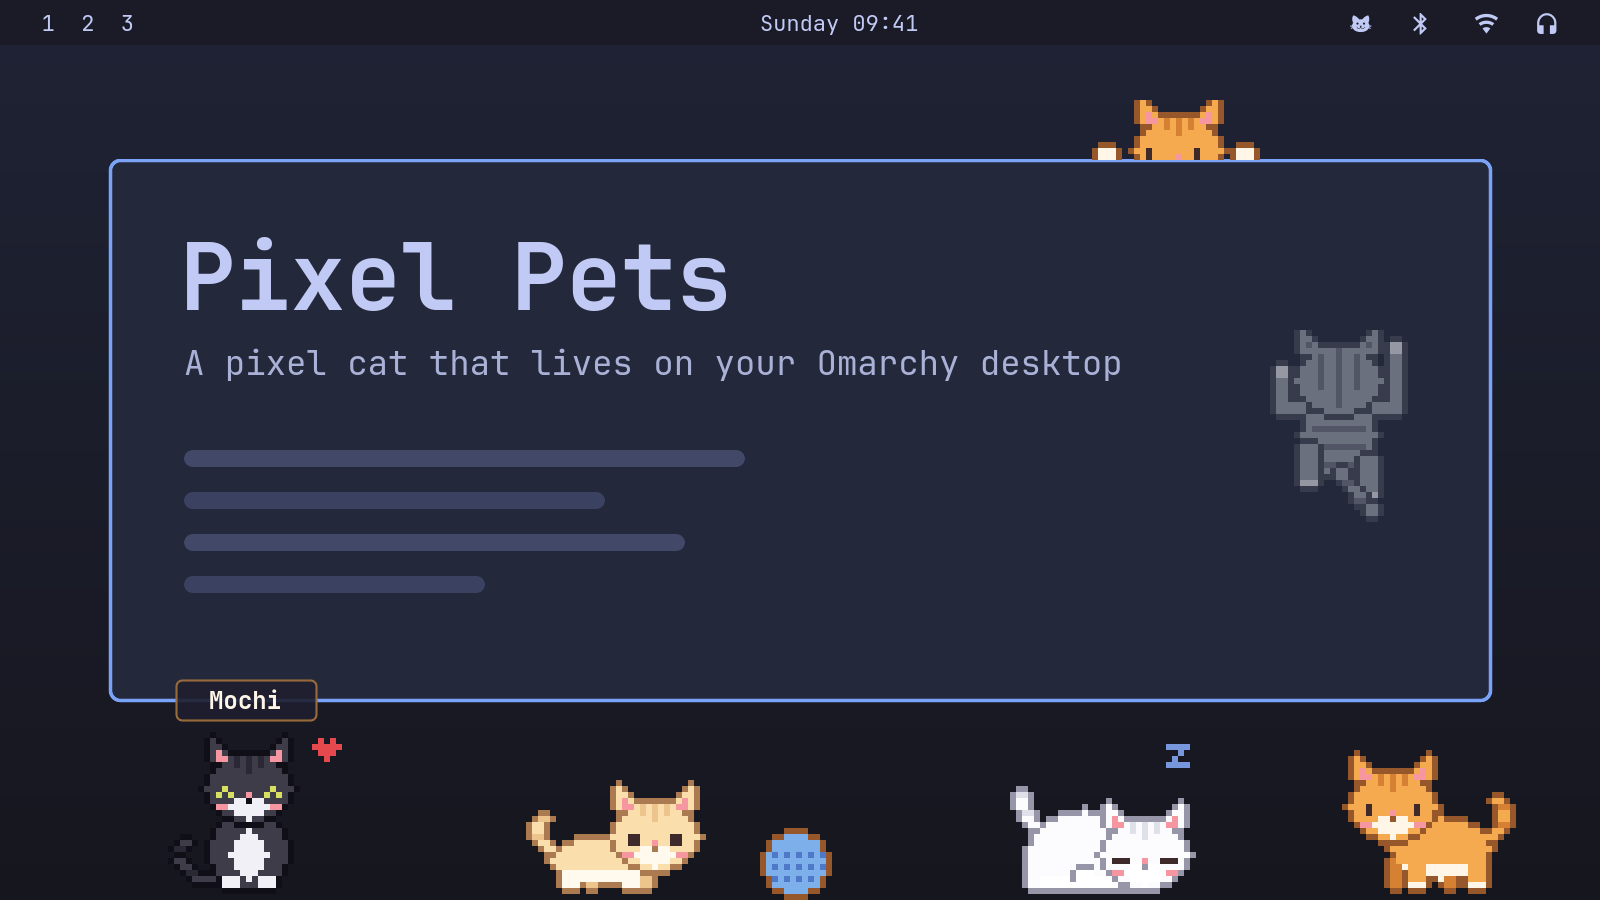 1 2 3
Sunday 09:41
Pixel Pets
A pixel cat that lives on your Omarchy desktop
Mochi
Z